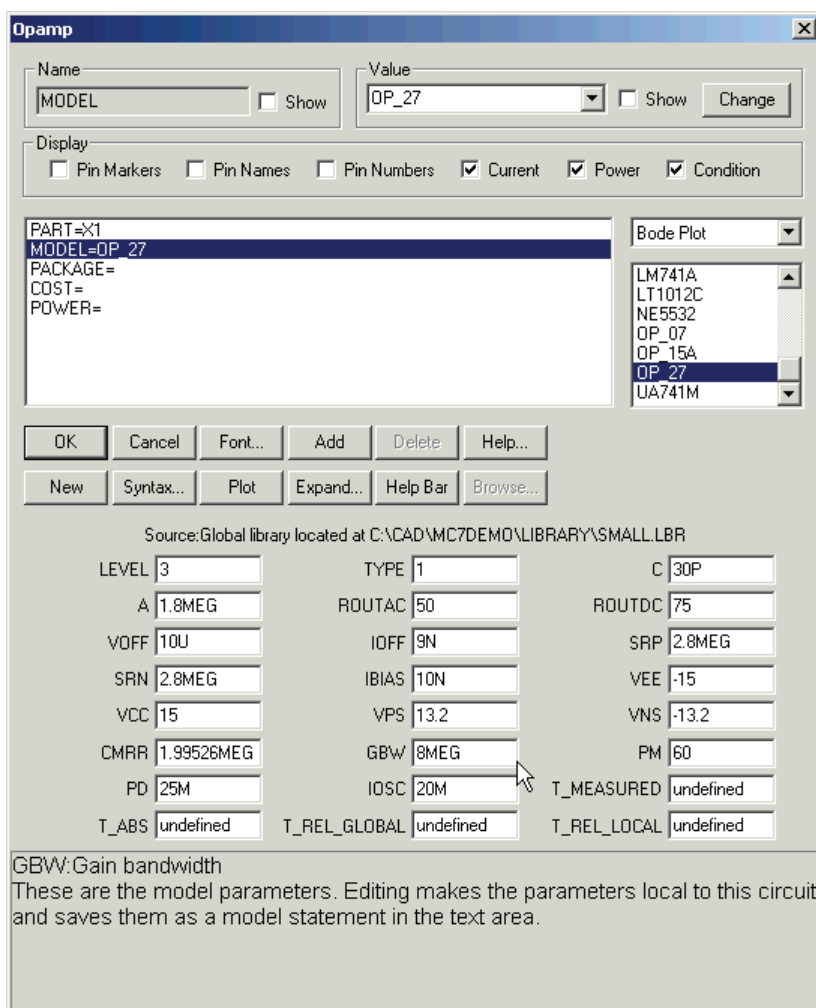 Opamp
Name
MODEL
Show
Value
OP_27
Show
Change
Display
Pin Markers Pin Names Pin Numbers Current Power Condition
PART=X1
MODEL=OP_27
PACKAGE=
COST=
POWER=
Bode Plot
LM741A
LT1012C
NE5532
OP_07
OP_15A
OP_27
UA741M
OK Cancel Font... Add Delete Help...
New Syntax... Plot Expand... Help Bar Browse...
Source:Global library located at C:\CAD\MC7DEMO\LIBRARY\SMALL.LBR
LEVEL 3 TYPE 1 C 30P
A 1.8MEG ROUTAC 50 ROUTDC 75
VOFF 10U IOFF 9N SRP 2.8MEG
SRN 2.8MEG IBIAS 10N VEE -15
VCC 15 VPS 13.2 VNS -13.2
CMRR 1.99526MEG GBW 8MEG PM 60
PD 25M IOSC 20M T_MEASURED undefined
T_ABS undefined T_REL_GLOBAL undefined T_REL_LOCAL undefined
GBW:Gain bandwidth
These are the model parameters. Editing makes the parameters local to this circuit
and saves them as a model statement in the text area.